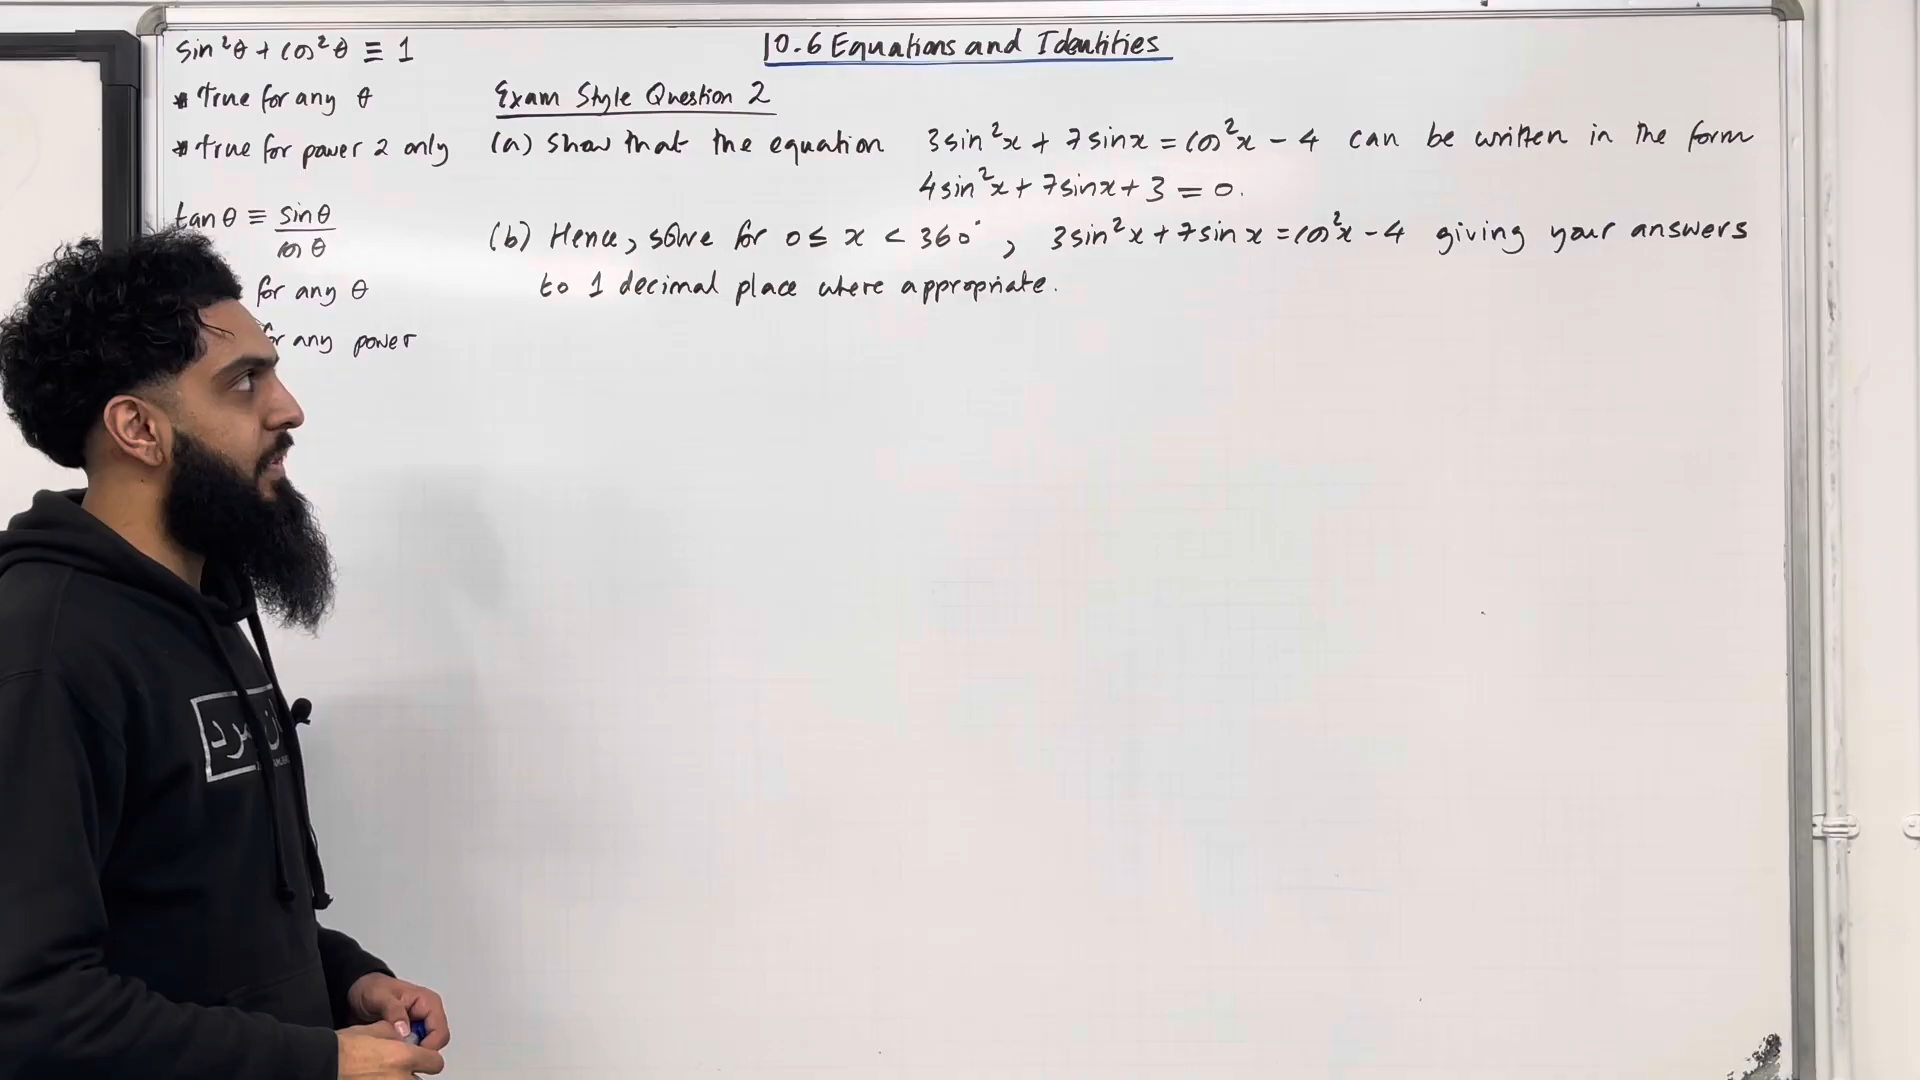 10.6 Equations and Identities
sin²θ + cos²θ ≡ 1
* true for any θ
* true for power 2 only
tanθ ≡ sinθ / cosθ
for any θ
for any power
Exam Style Question 2
(a) Show that the equation 3sin²x + 7sinx = cos²x - 4 can be written in the form
4sin²x + 7sinx + 3 = 0.
(b) Hence, solve for 0 ≤ x < 360°, 3sin²x + 7sinx = cos²x - 4 giving your answers
to 1 decimal place where appropriate.